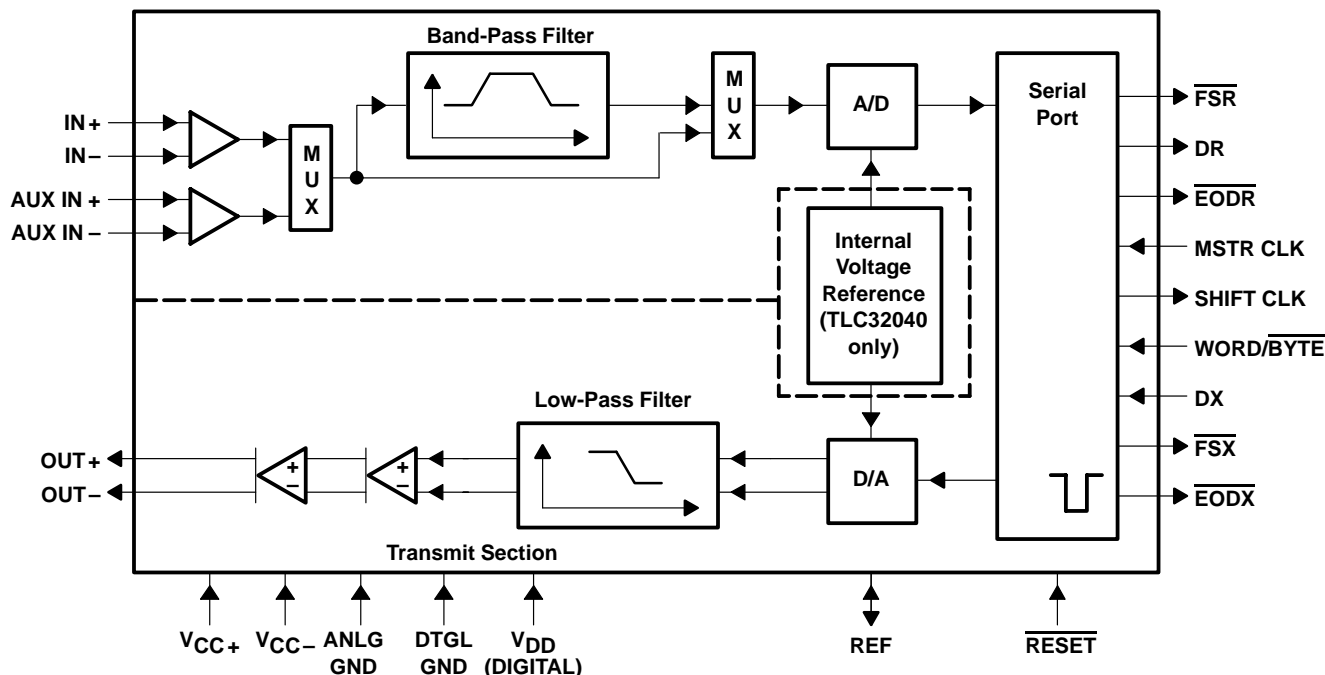 Band-Pass Filter
M
U
X
A/D
Serial
Port
IN+
IN−
AUX IN +
AUX IN −
M
U
X
Internal
Voltage
Reference
(TLC32040
only)
FSR
DR
EODR
MSTR CLK
SHIFT CLK
WORD/BYTE
DX
FSX
EODX
Low-Pass Filter
OUT+
OUT−
+
−
+
−
D/A
Transmit Section
VCC+
VCC−
ANLG
GND
DTGL
GND
VDD
(DIGITAL)
REF
RESET